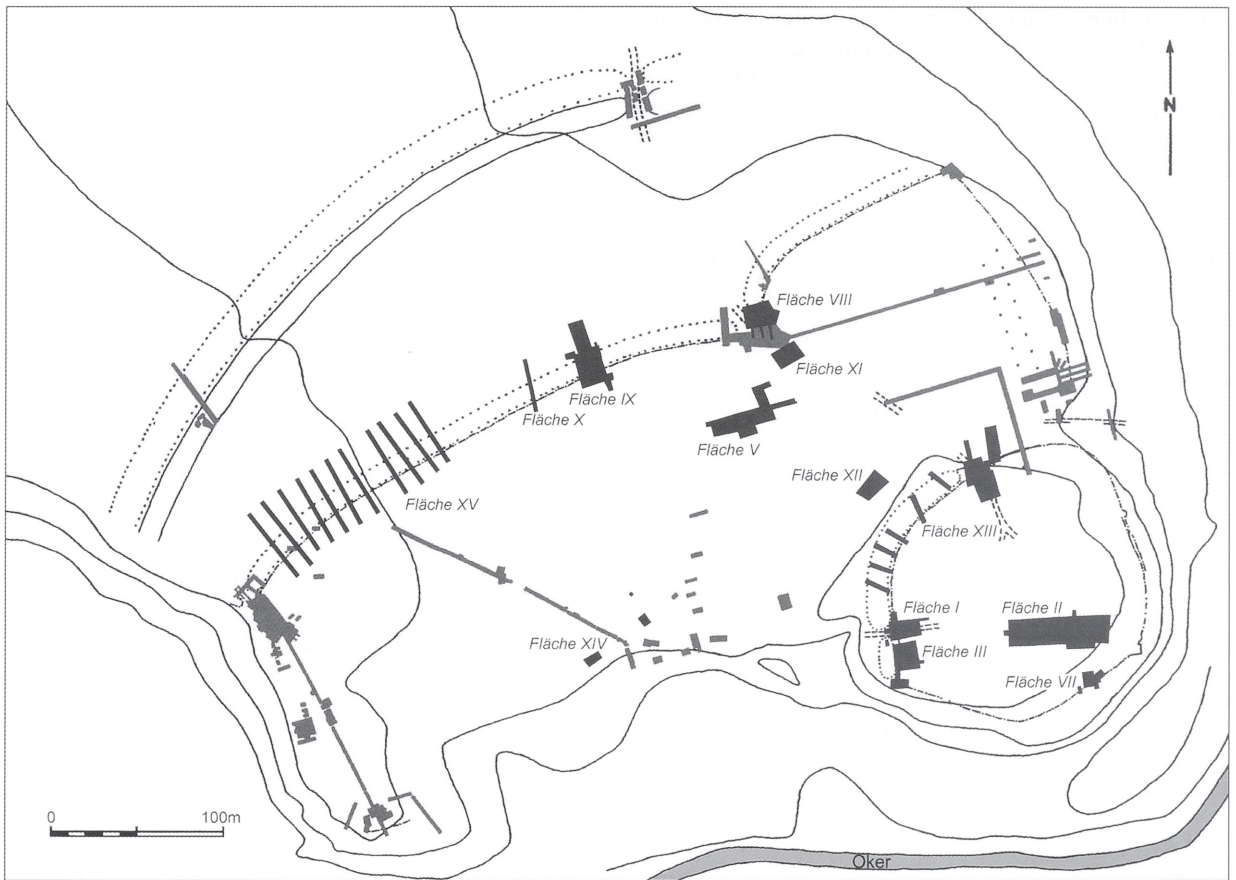 N
Fläche VIII
Fläche XI
Fläche IX
Fläche X
Fläche V
Fläche XII
Fläche XV
Fläche XIII
Fläche I
Fläche II
Fläche XIV
Fläche III
Fläche VII
0
100m
Oker